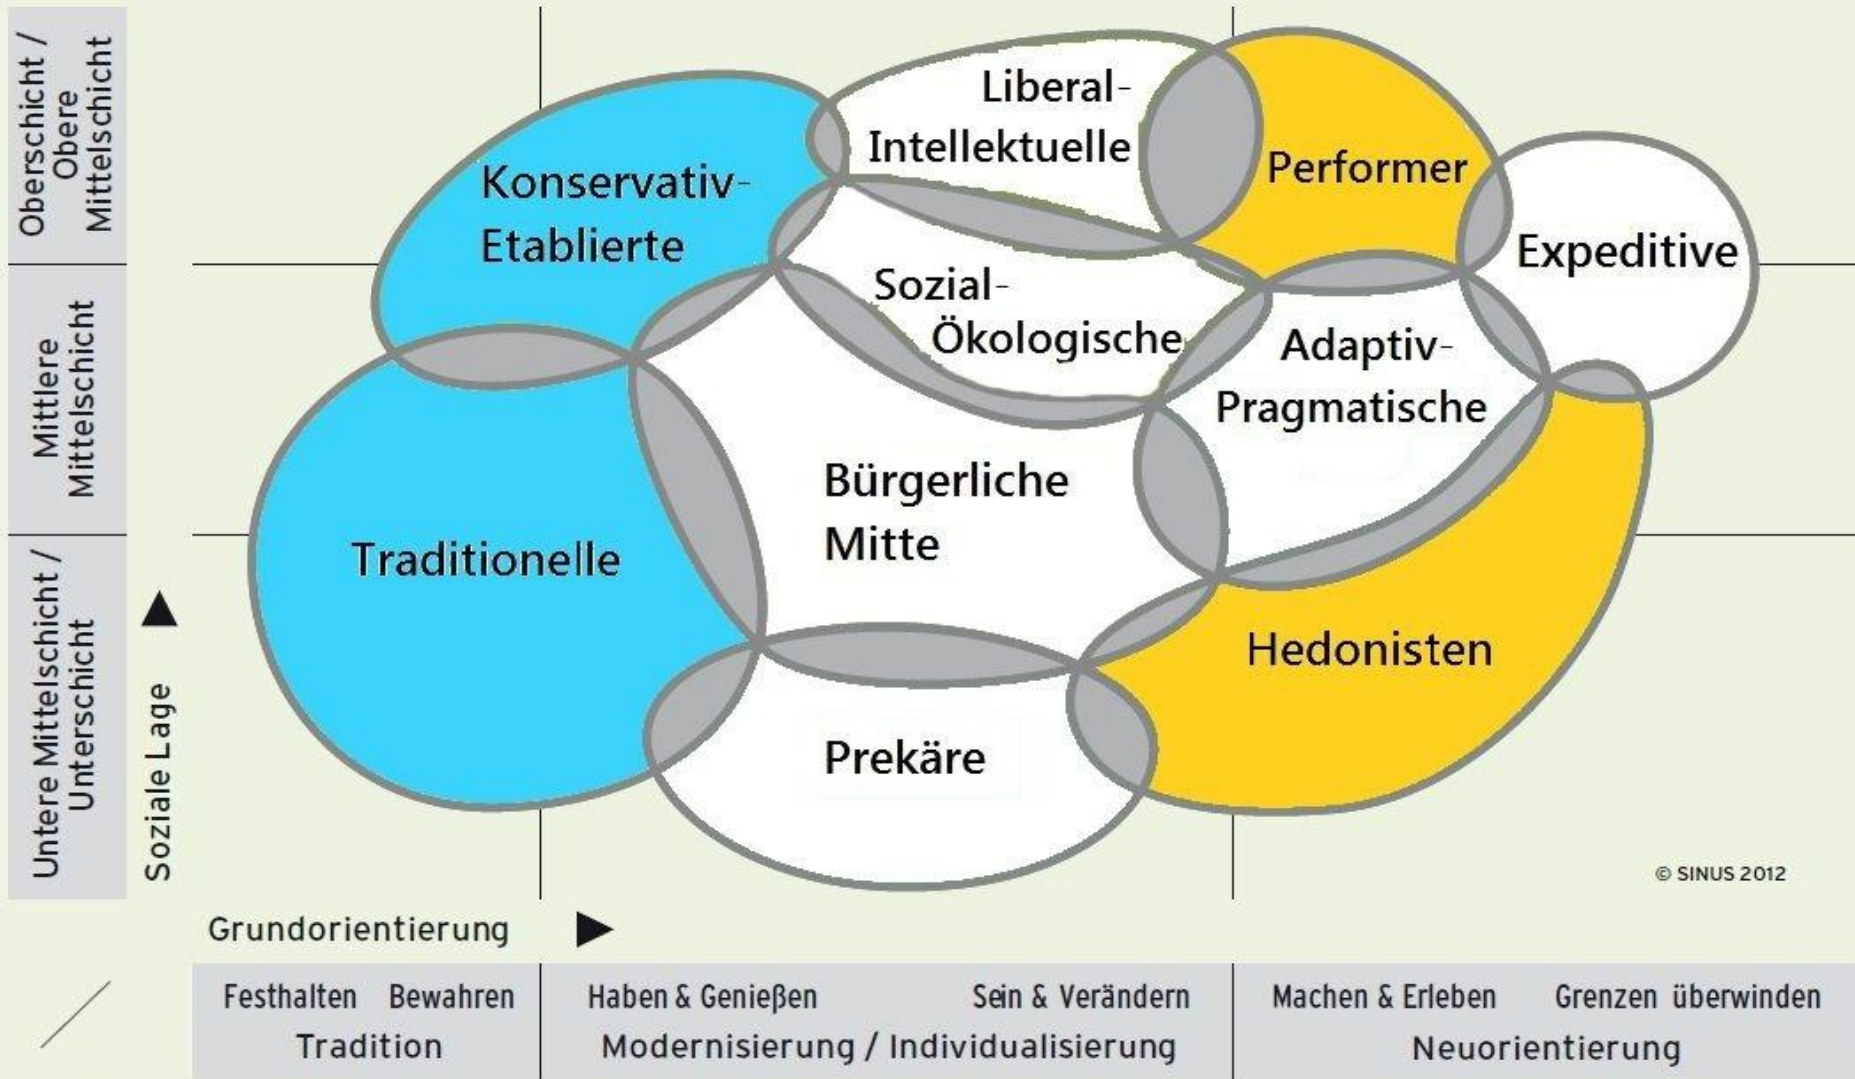 Oberschicht /
Obere
Mittelschicht
Mittlere
Mittelschicht
Untere Mittelschicht /
Unterschicht
Soziale Lage
Konservativ-
Etablierte
Liberal-
Intellektuelle
Performer
Expeditive
Sozial-
Ökologische
Adaptiv-
Pragmatische
Bürgerliche
Mitte
Traditionelle
Hedonisten
Prekäre
© SINUS 2012
Grundorientierung
Festhalten Bewahren
Tradition
Haben & Genießen Sein & Verändern
Modernisierung / Individualisierung
Machen & Erleben Grenzen überwinden
Neuorientierung